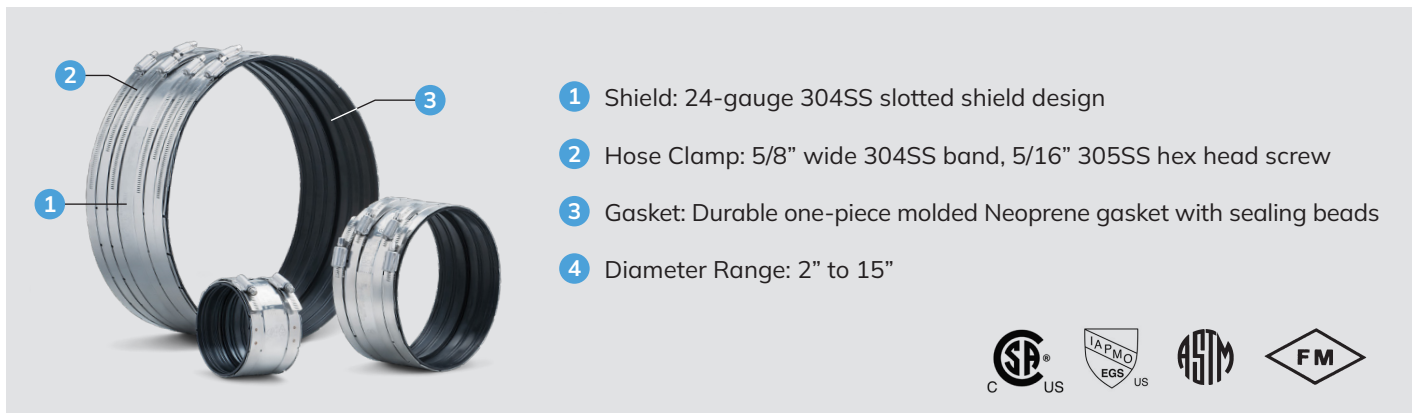 2
3
1
1 Shield: 24-gauge 304SS slotted shield design
2 Hose Clamp: 5/8” wide 304SS band, 5/16” 305SS hex head screw
3 Gasket: Durable one-piece molded Neoprene gasket with sealing beads
4 Diameter Range: 2” to 15”
C SA ® US
IAPMO EGS US
ASTM
FM